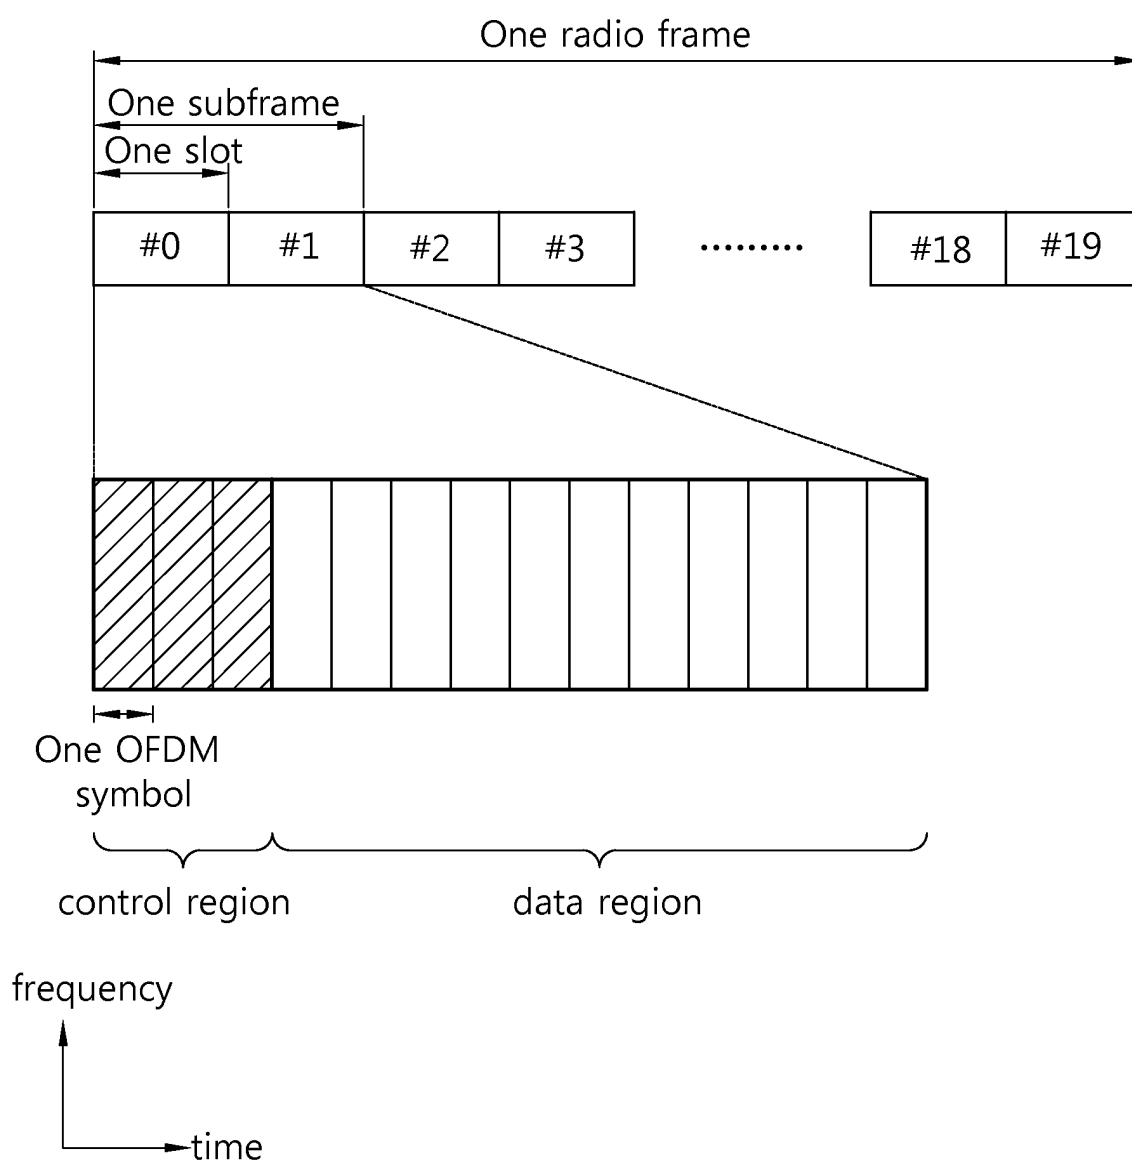 One radio frame
One subframe
One slot
#0 #1 #2 #3 ......... #18 #19
One OFDM
symbol
control region data region
frequency
time